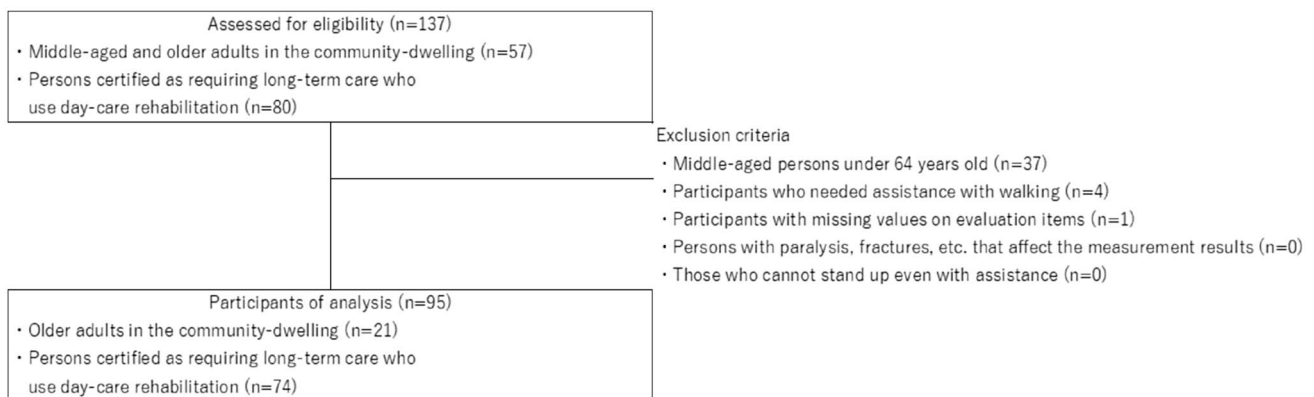 Assessed for eligibility (n=137)
・Middle-aged and older adults in the community-dwelling (n=57)
・Persons certified as requiring long-term care who
use day-care rehabilitation (n=80)
Exclusion criteria
・Middle-aged persons under 64 years old (n=37)
・Participants who needed assistance with walking (n=4)
・Participants with missing values on evaluation items (n=1)
・Persons with paralysis, fractures, etc. that affect the measurement results (n=0)
・Those who cannot stand up even with assistance (n=0)
Participants of analysis (n=95)
・Older adults in the community-dwelling (n=21)
・Persons certified as requiring long-term care who
use day-care rehabilitation (n=74)